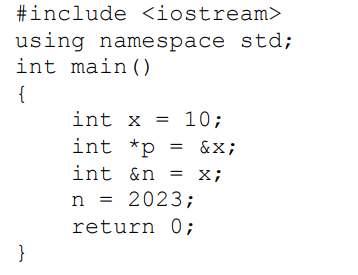 #include <iostream>
using namespace std;
int main()
{
    int x = 10;
    int *p = &x;
    int &n = x;
    n = 2023;
    return 0;
}